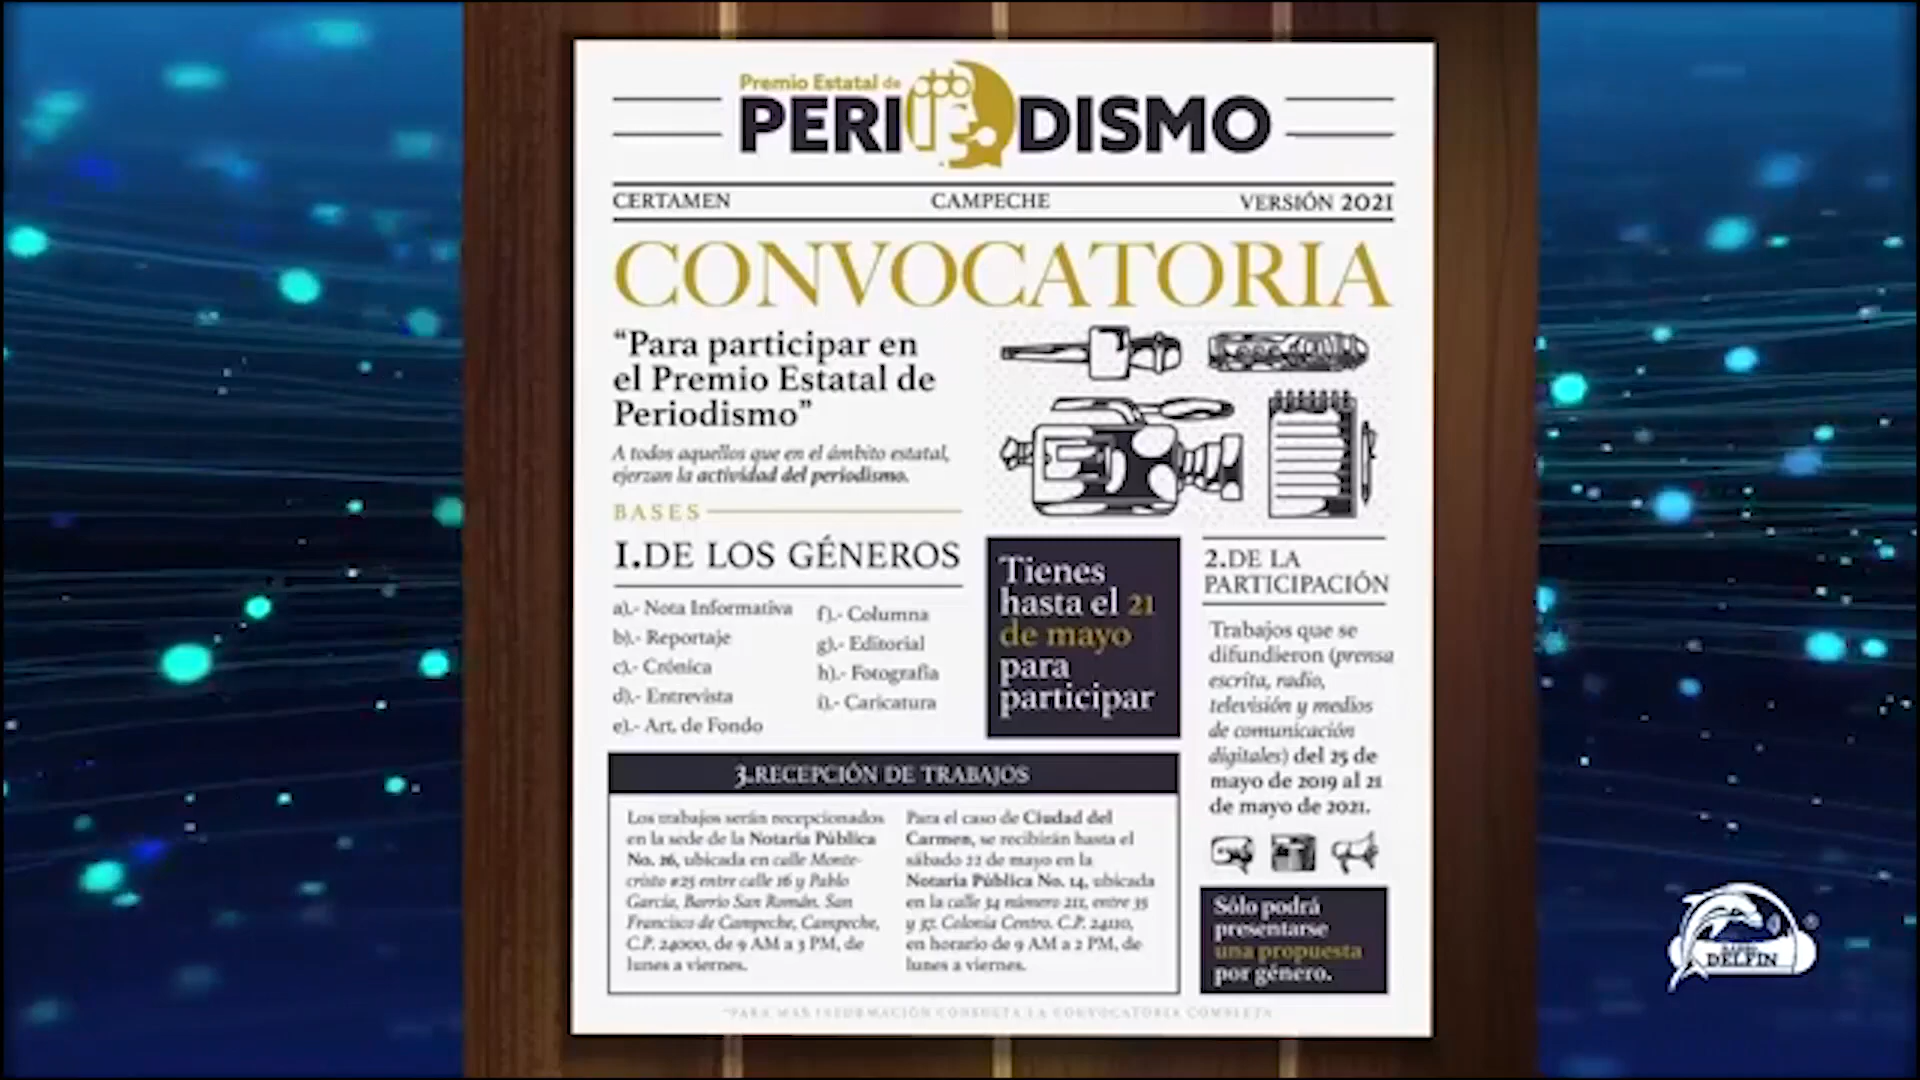 Premio Estatal de
PERIODISMO
CERTAMEN CAMPECHE VERSIÓN 2021
CONVOCATORIA
“Para participar en
el Premio Estatal de
Periodismo”
A todos aquellos que en el ámbito estatal,
ejerzan la actividad del periodismo.
BASES
1.DE LOS GÉNEROS
a).- Nota Informativa
b).- Reportaje
c).- Crónica
d).- Entrevista
e).- Art. de Fondo
f).- Columna
g).- Editorial
h).- Fotografía
i).- Caricatura
Tienes
hasta el 21
de mayo
para
participar
2.DE LA
PARTICIPACIÓN
Trabajos que se
difundieron (prensa
escrita, radio,
televisión y medios
de comunicación
digitales) del 25 de
mayo de 2019 al 21
de mayo de 2021.
3.RECEPCIÓN DE TRABAJOS
Los trabajos serán recepcionados
en la sede de la Notaría Pública
No. 26, ubicada en calle Monte-
cristo #25 entre calle 16 y Pablo
García, Barrio San Román. San
Francisco de Campeche, Campeche,
C.P. 24000, de 9 AM a 3 PM, de
lunes a viernes.
Para el caso de Ciudad del
Carmen, se recibirán hasta el
sábado 22 de mayo en la
Notaría Pública No. 14, ubicada
en la calle 34 número 211, entre 35
y 37. Colonia Centro. C.P. 24110,
en horario de 9 AM a 2 PM, de
lunes a viernes.
Sólo podrá
presentarse
una propuesta
por género.
*PARA MAS INFORMACIÓN CONSULTA LA CONVOCATORIA COMPLETA
RADIO
DELFIN
®